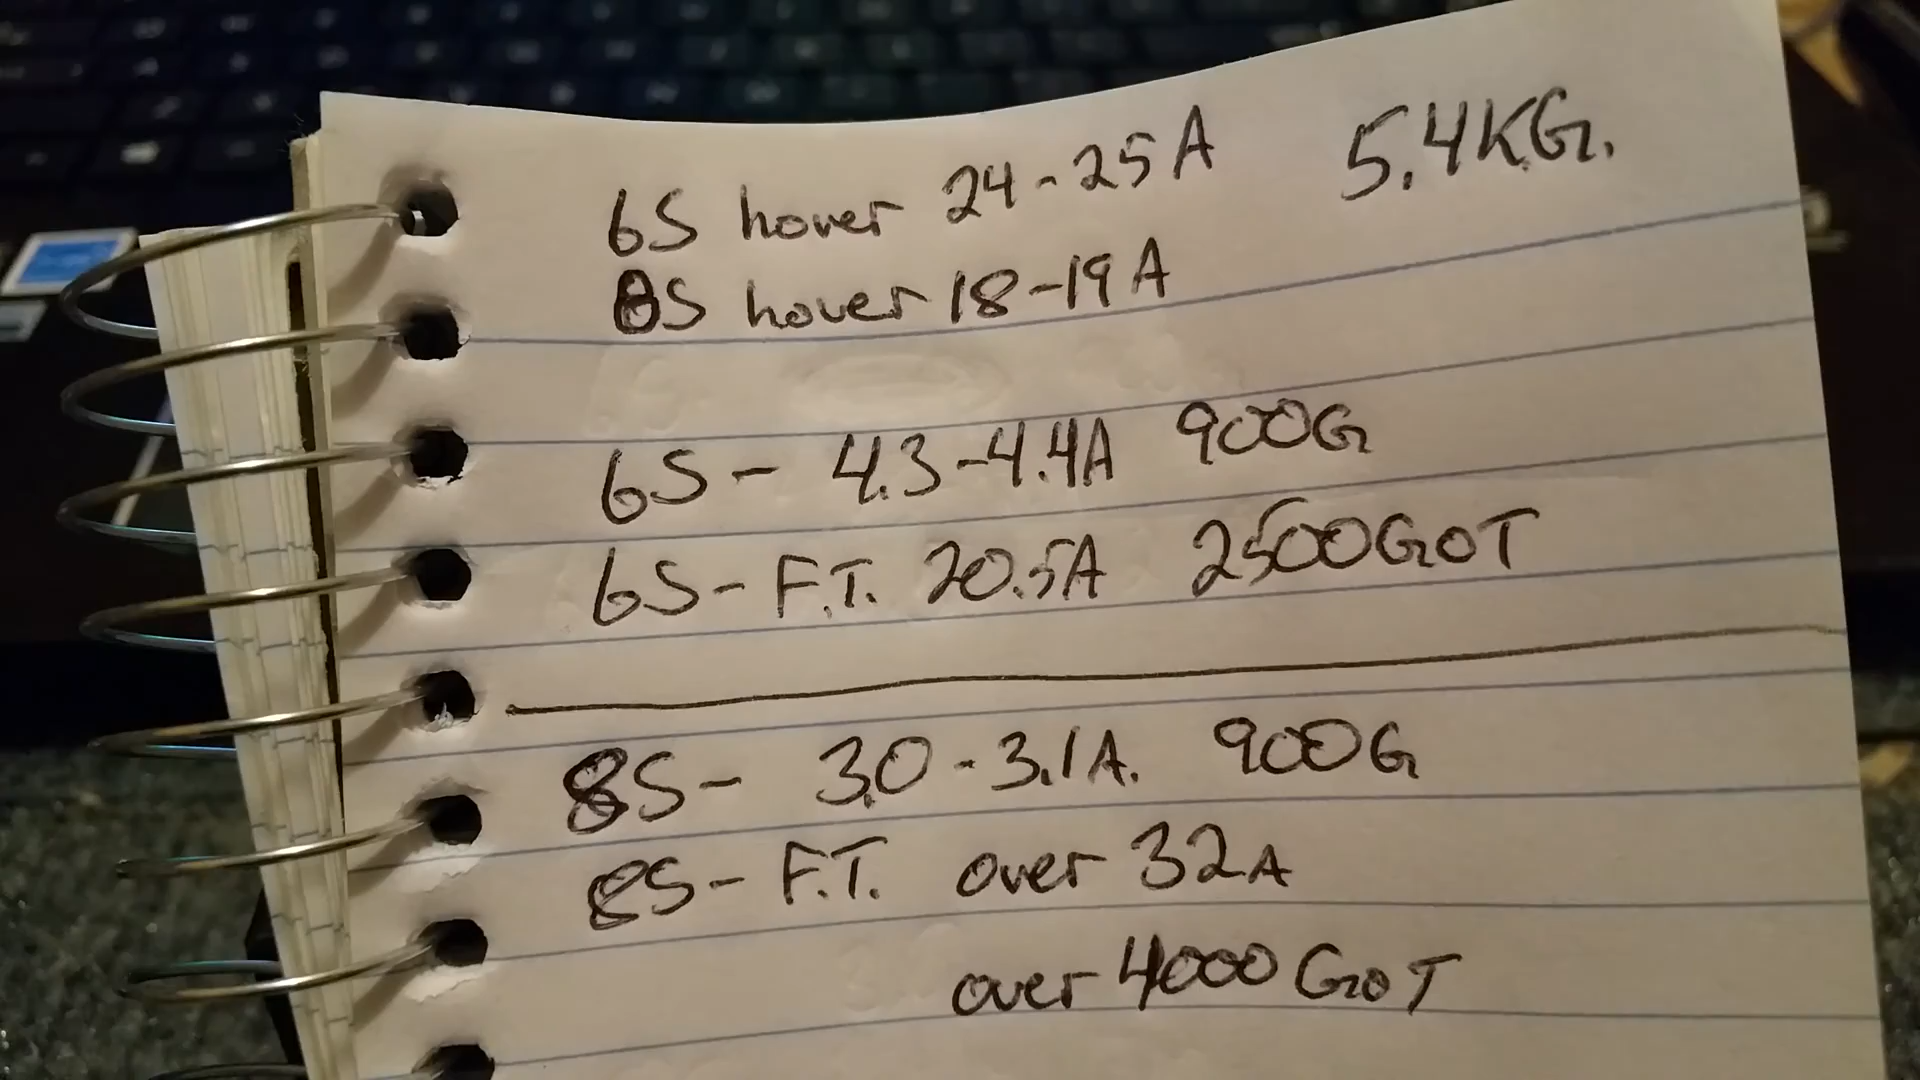 6S hover 24-25A 5.4KG.
8S hover 18-19A
6S - 4.3-4.4A 900G
6S - F.T. 20.5A 2500GOT
8S - 3.0 - 3.1A. 900G
8S - F.T. over 32A
over 4000 GOT